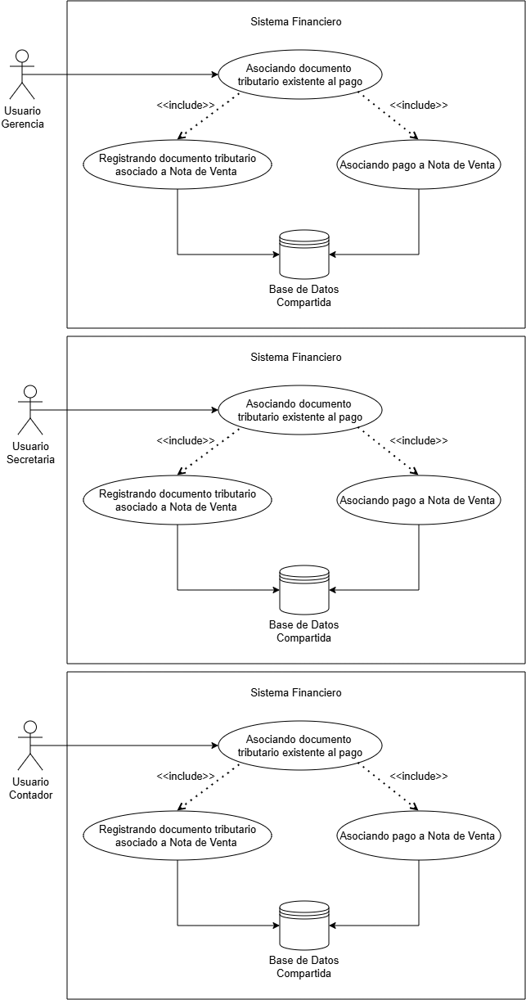 Sistema Financiero
Asociando documento
tributario existente al pago
Usuario
Gerencia
<<include>>
<<include>>
Registrando documento tributario
asociado a Nota de Venta
Asociando pago a Nota de Venta
Base de Datos
Compartida
Sistema Financiero
Asociando documento
tributario existente al pago
Usuario
Secretaria
<<include>>
<<include>>
Registrando documento tributario
asociado a Nota de Venta
Asociando pago a Nota de Venta
Base de Datos
Compartida
Sistema Financiero
Asociando documento
tributario existente al pago
Usuario
Contador
<<include>>
<<include>>
Registrando documento tributario
asociado a Nota de Venta
Asociando pago a Nota de Venta
Base de Datos
Compartida